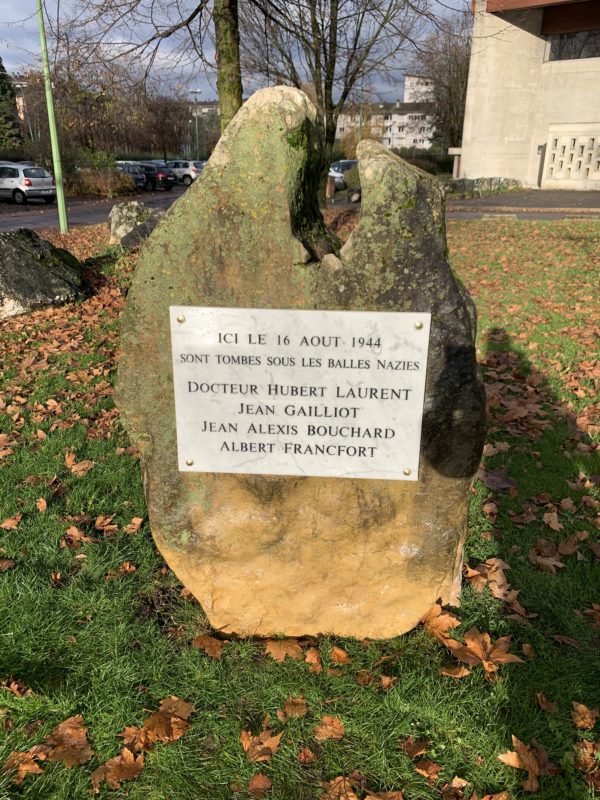 ICI LE 16 AOUT 1944
SONT TOMBES SOUS LES BALLES NAZIES
DOCTEUR HUBERT LAURENT
JEAN GAILLIOT
JEAN ALEXIS BOUCHARD
ALBERT FRANCFORT